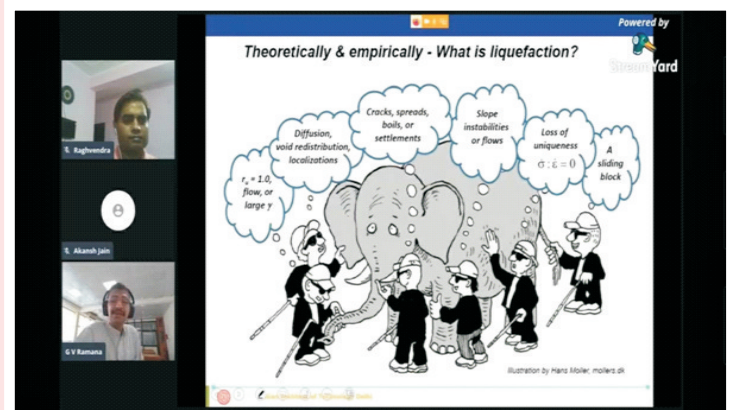 Powered by
StreamYard
Theoretically & empirically - What is liquefaction?
Raghvendra
Akansh Jain
G V Ramana
rᵤ = 1.0,
flow, or
large γ
Diffusion,
void redistribution,
localizations
Cracks, spreads,
boils, or
settlements
Slope
instabilities
or flows
Loss of
uniqueness
σ̇ : ε̇ = 0
A
sliding
block
Illustration by Hans Moller, mollers.dk